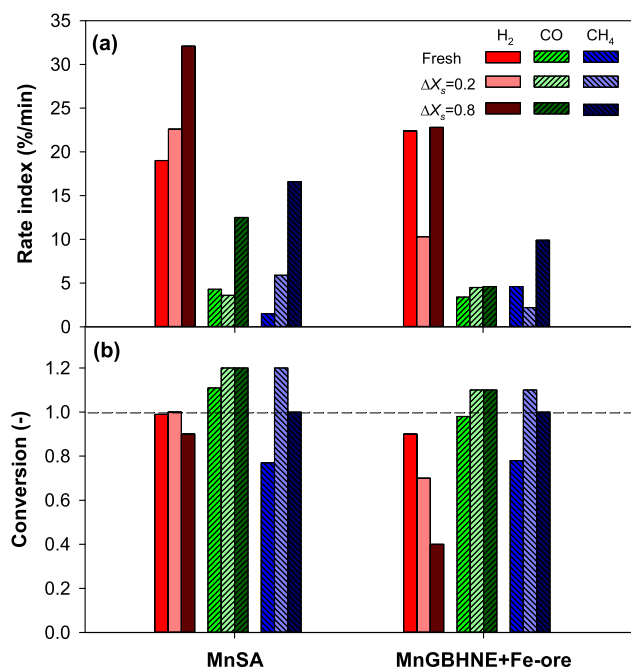 (a)
H₂ CO CH₄
Fresh
ΔXₛ=0.2
ΔXₛ=0.8
Rate index (%/min)
35
30
25
20
15
10
5
0
(b)
Conversion (-)
1.2
1.0
0.8
0.6
0.4
0.2
0.0
MnSA MnGBHNE+Fe-ore